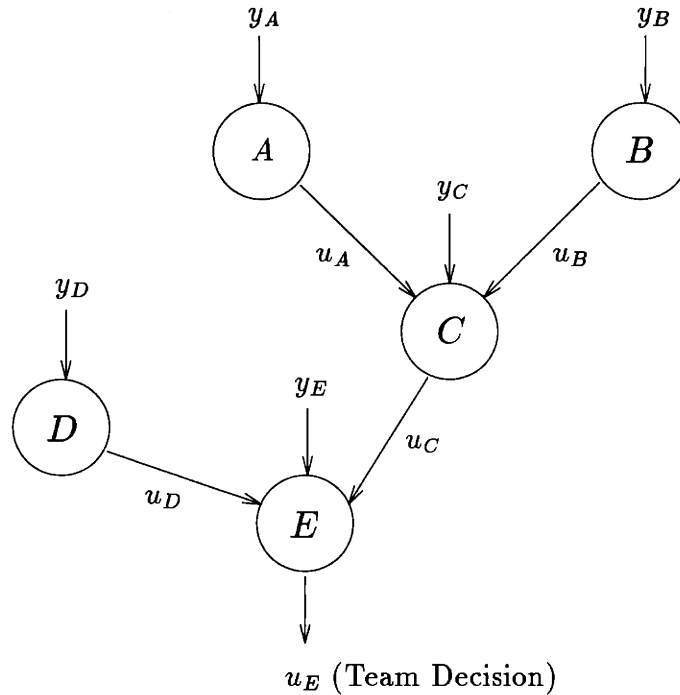 y_A
y_B
A
B
y_C
u_A
u_B
y_D
C
y_E
D
u_C
u_D
E
u_E (Team Decision)